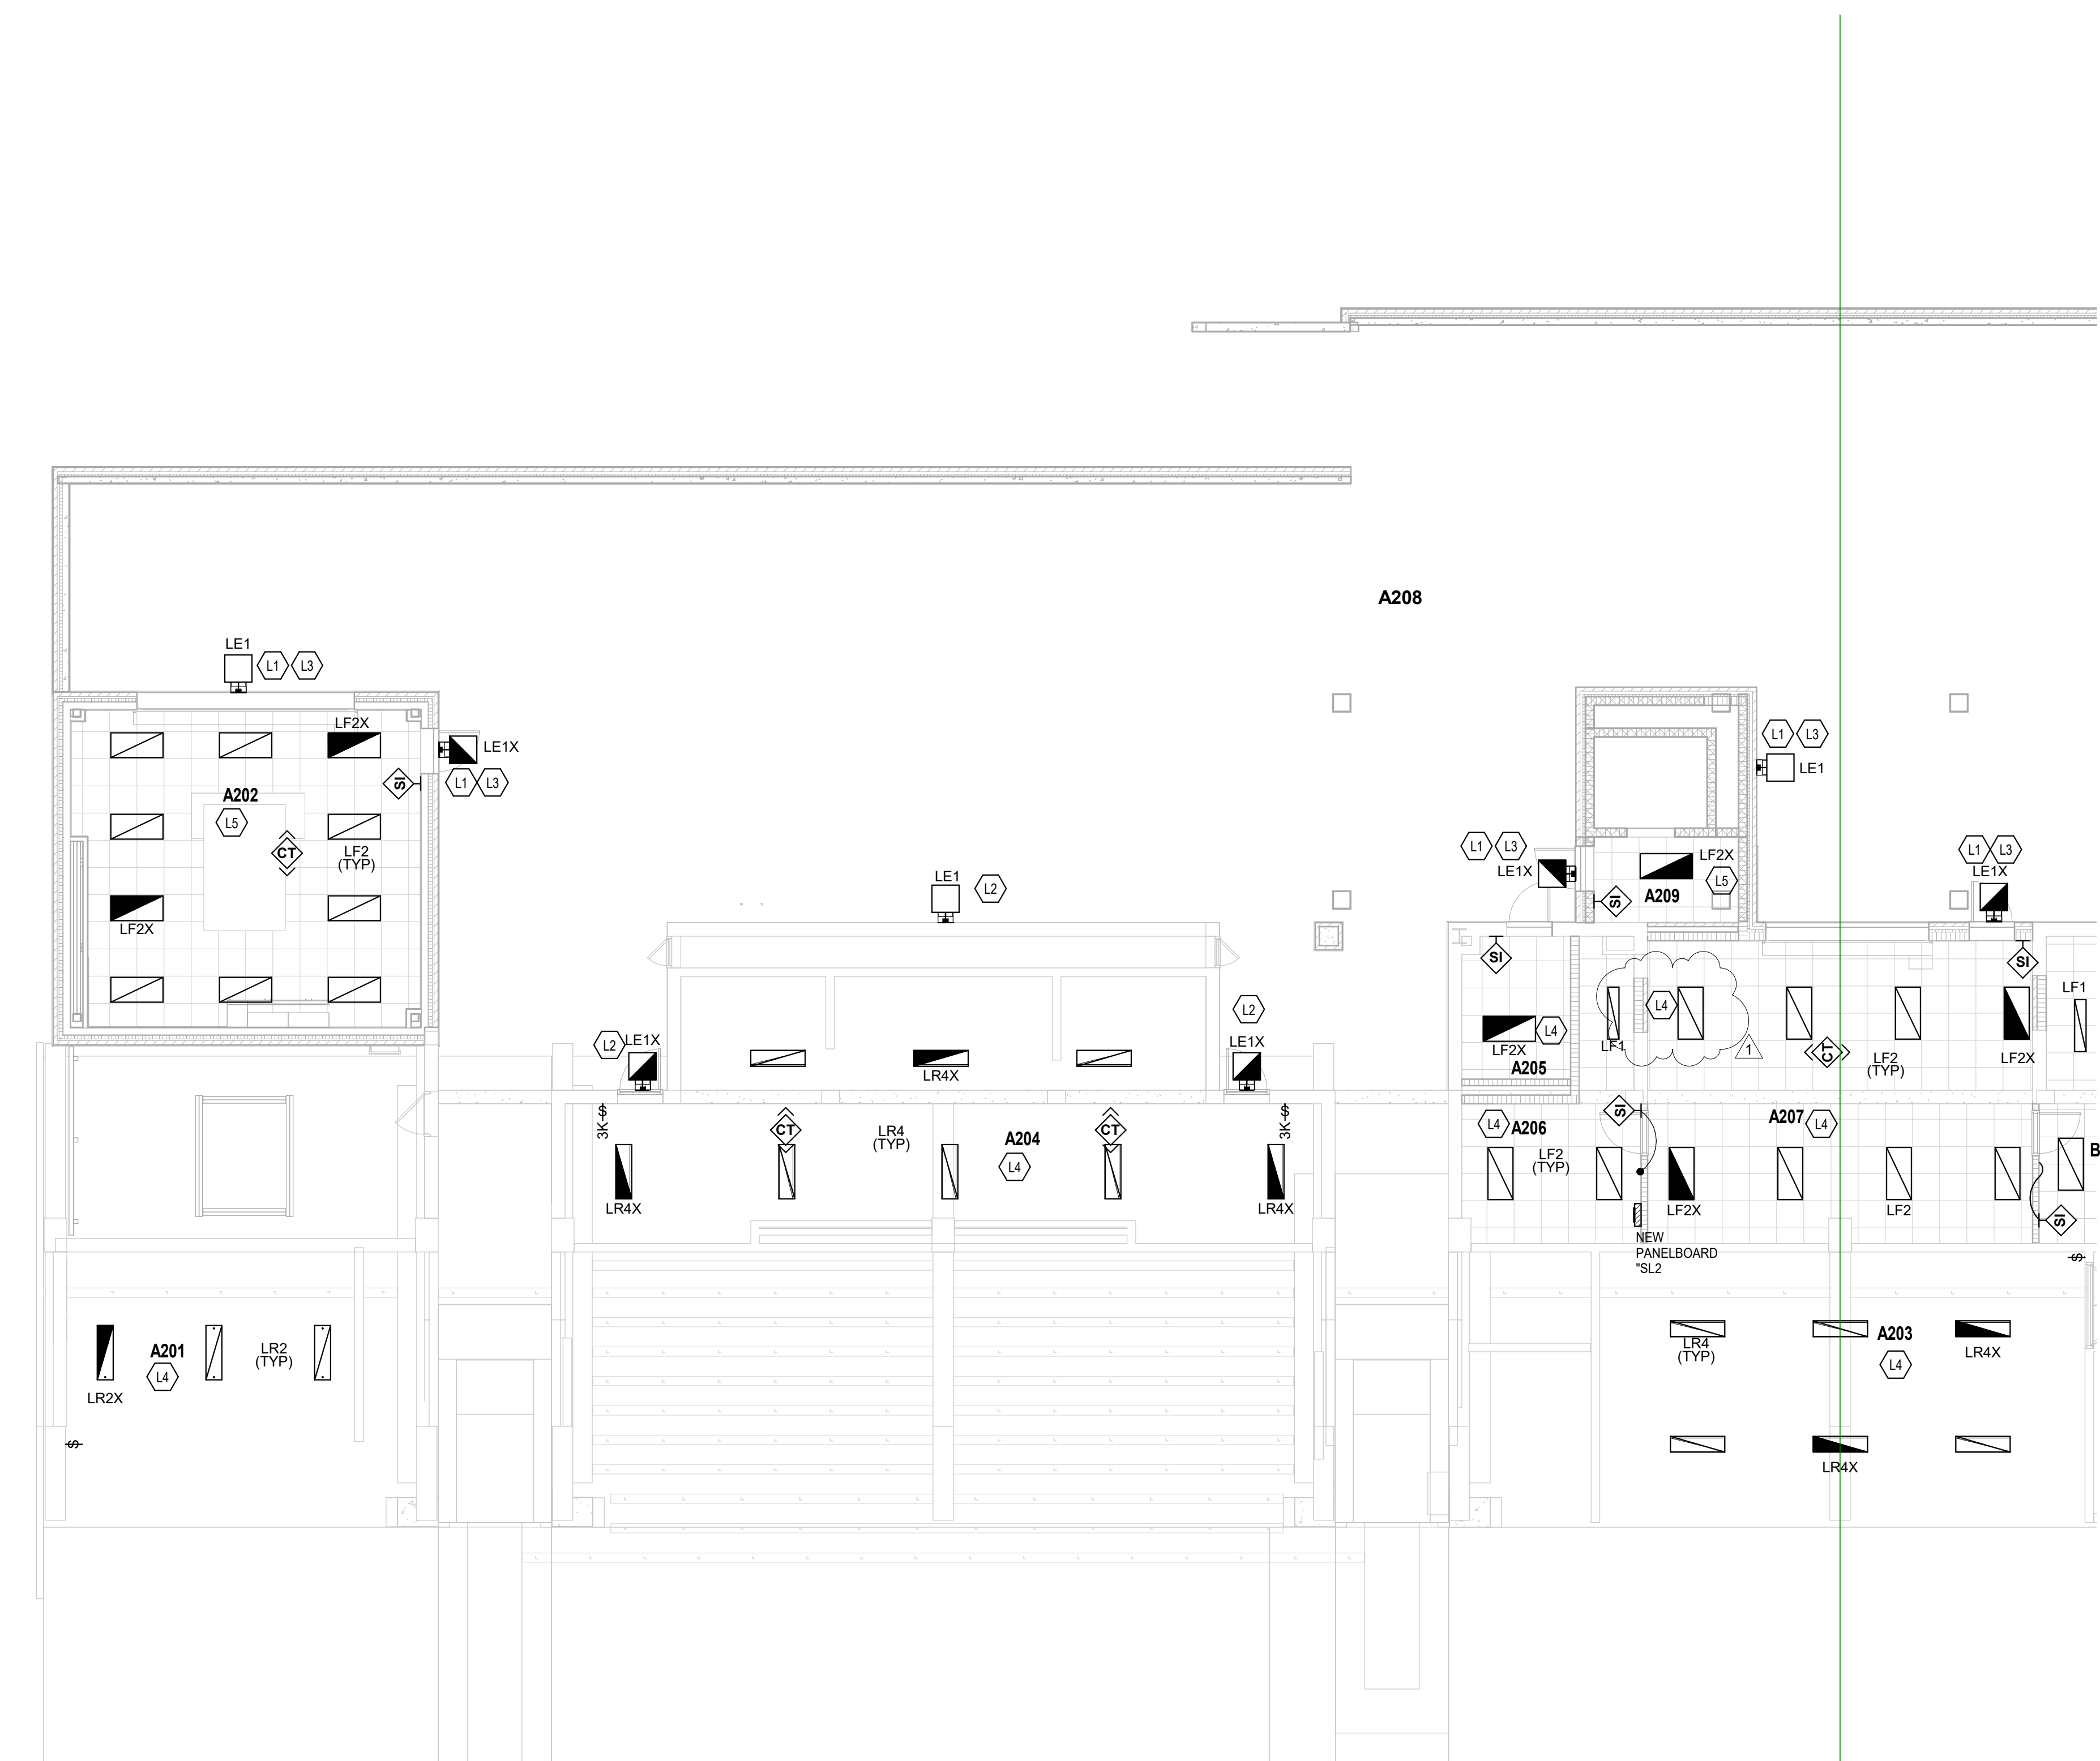 A208
LE1
L1 L3
LF2X
LE1X
L1 L3
SI
A202
L5
CT
LF2
(TYP)
LF2X
L1 L3
LE1
L1 L3
LE1X
LF2X
L5
A209
SI
L1 L3
LE1X
LE1
L2
SI
SI
L2
LE1X
L2
LE1X
LR4X
LF2X
L4
A205
LF1
L4
1
CT
LF2
(TYP)
LF2X
LF1
$
3K
CT
LR4
(TYP)
A204
L4
CT
$
3K
LR4X
LR4X
L4
A206
LF2
(TYP)
SI
A207
L4
LF2X
LF2
B
SI
NEW
PANELBOARD
"SL2
$
LR2X
A201
L4
LR2
(TYP)
$
LR4
(TYP)
A203
L4
LR4X
LR4X